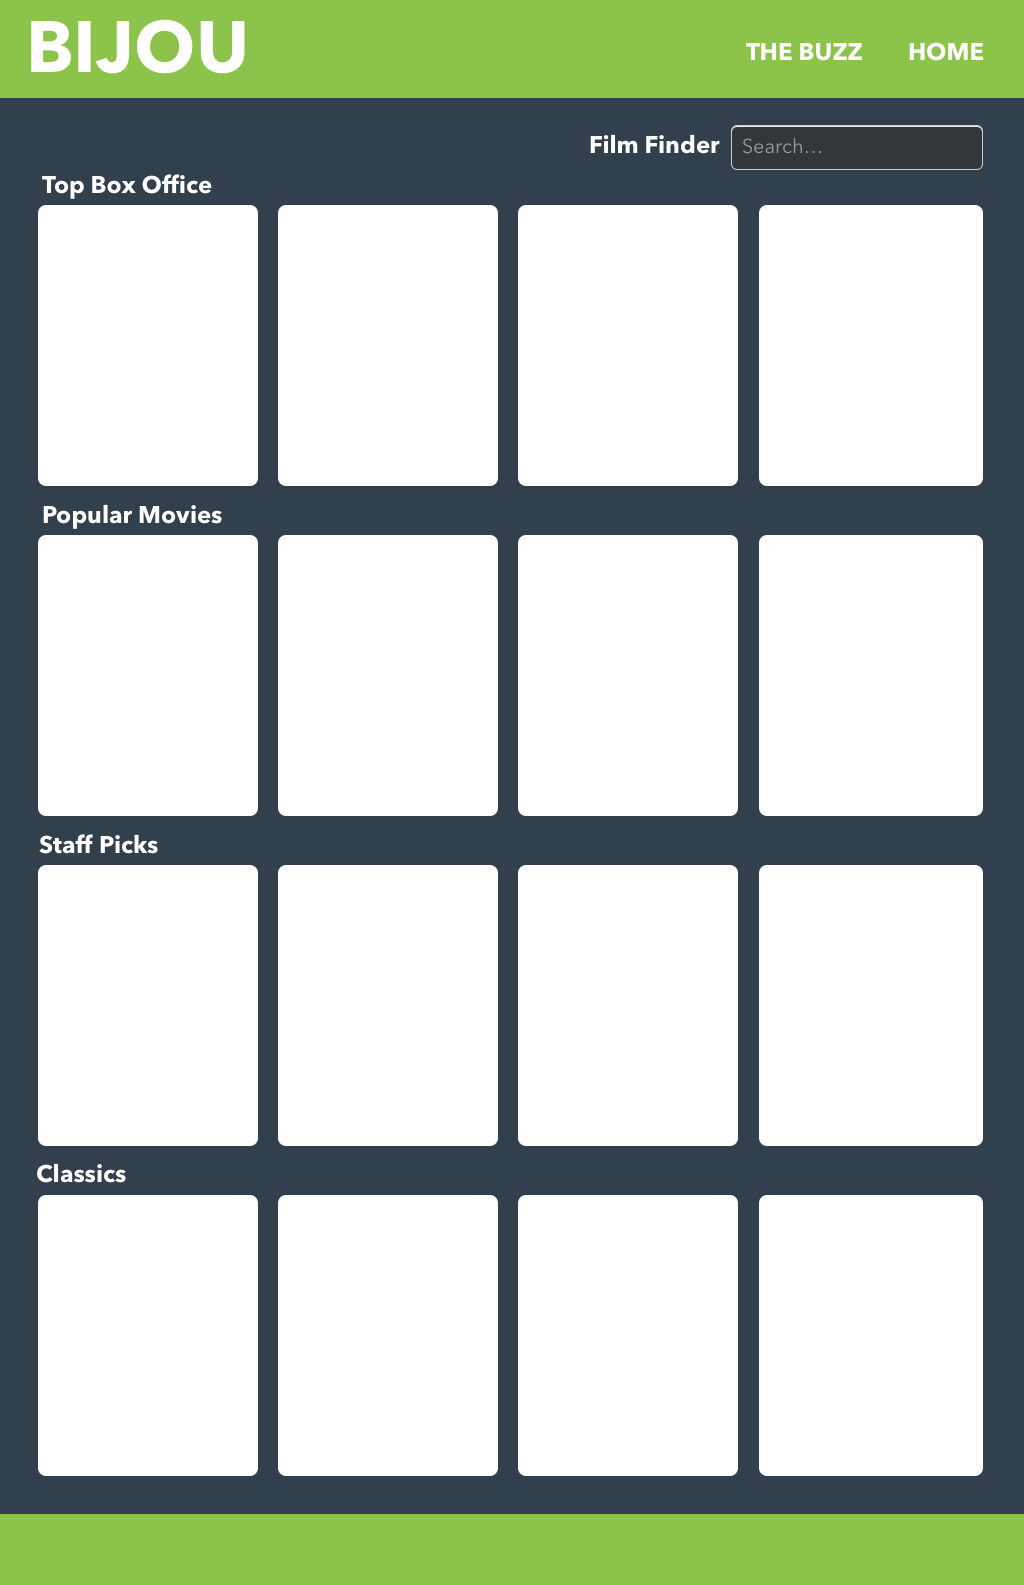 BIJOU
THE BUZZ
HOME
Film Finder
Search...
Top Box Office
Popular Movies
Staff Picks
Classics